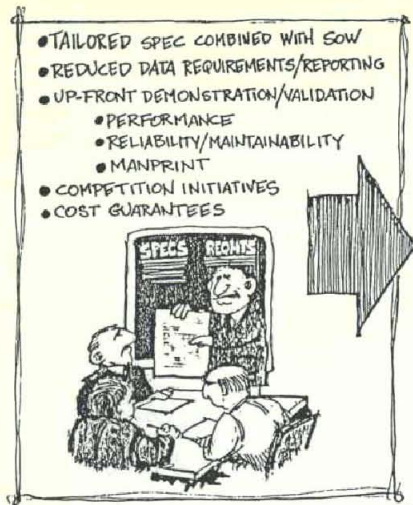 • TAILORED SPEC COMBINED WITH SOW
• REDUCED DATA REQUIREMENTS/REPORTING
• UP-FRONT DEMONSTRATION/VALIDATION
• PERFORMANCE
• RELIABILITY/MAINTAINABILITY
• MANPRINT
• COMPETITION INITIATIVES
• COST GUARANTEES
SPECS REQMTS